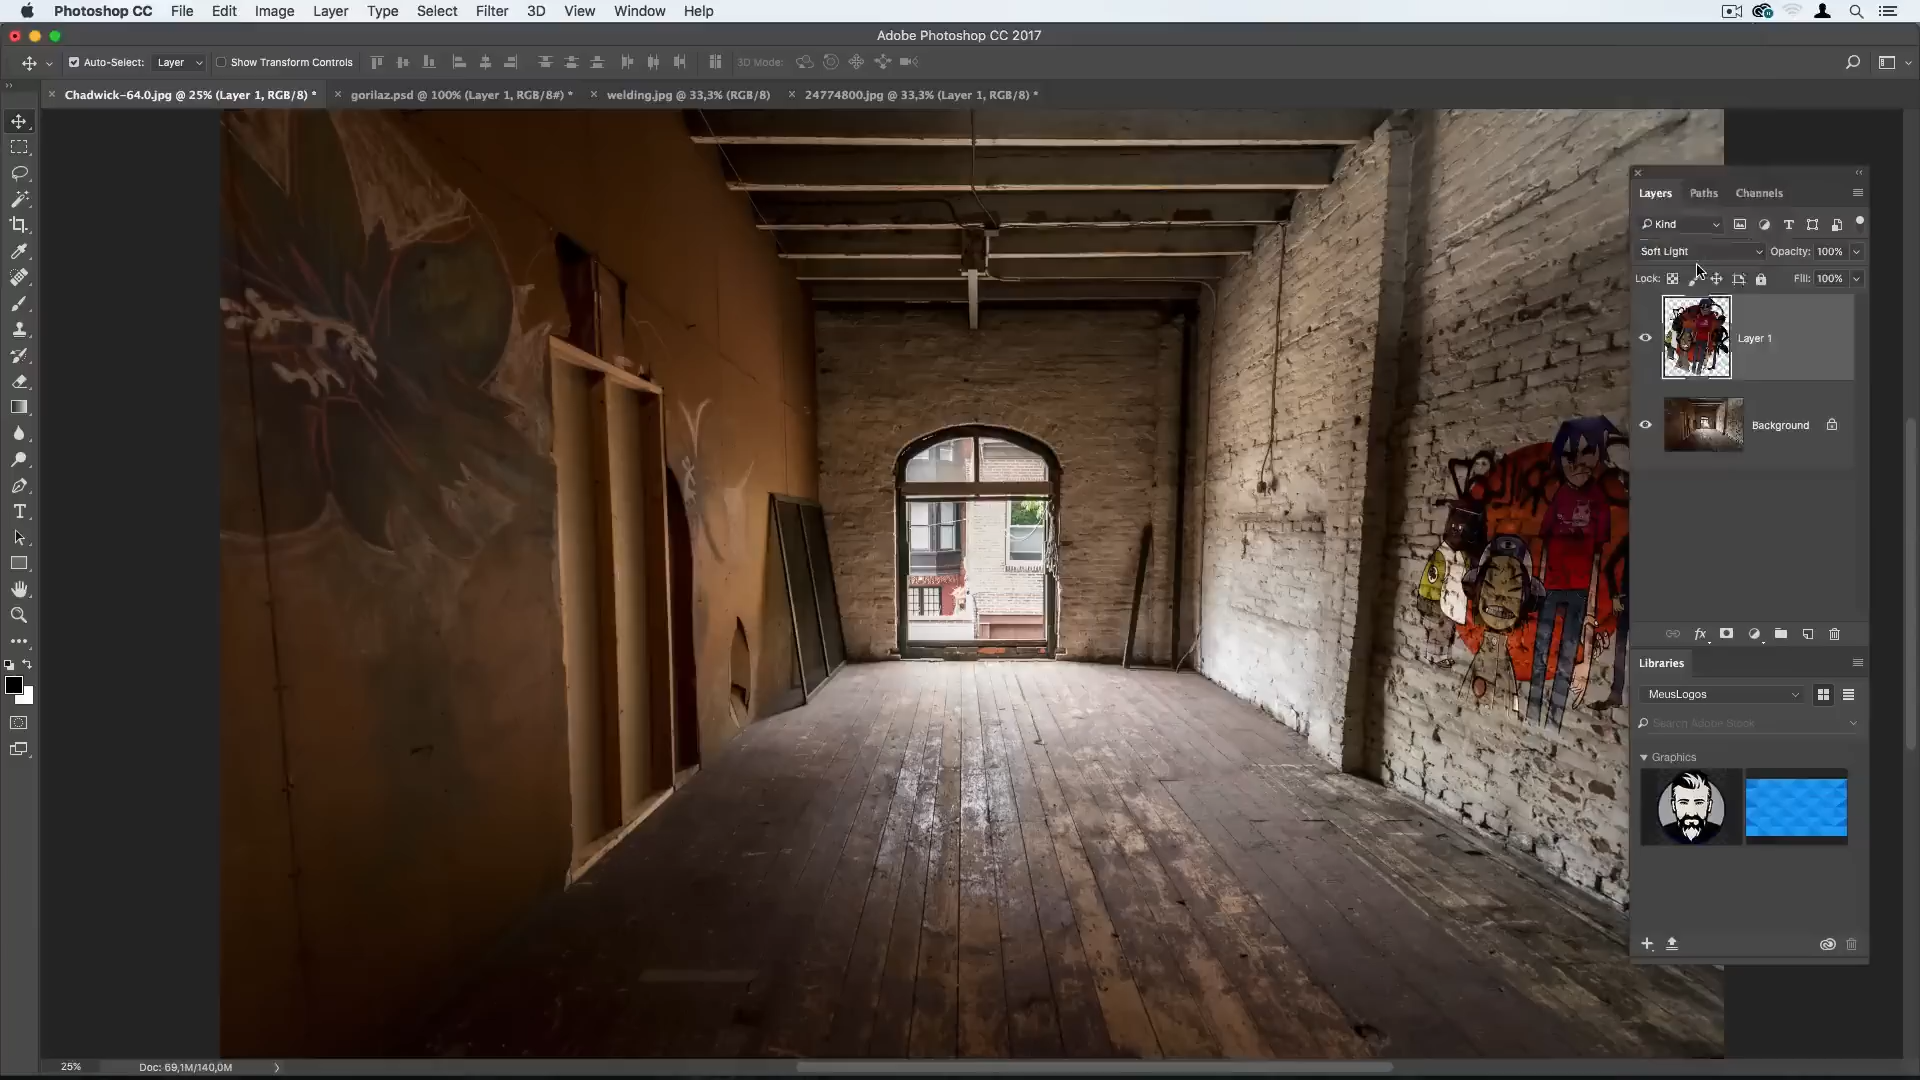 Photoshop CC File Edit Image Layer Type Select Filter 3D View Window Help
Adobe Photoshop CC 2017
Auto-Select: Layer Show Transform Controls 3D Mode:
Chadwick-64.0.jpg @ 25% (Layer 1, RGB/8) * gorilaz.psd @ 100% (Layer 1, RGB/8#) * welding.jpg @ 33,3% (RGB/8) 24774800.jpg @ 33,3% (Layer 1, RGB/8) *
Layers Paths Channels
Kind
Soft Light Opacity: 100%
Lock: Fill: 100%
Layer 1
Background
fx
Libraries
MeusLogos
Search Adobe Stock
Graphics
25% Doc: 69,1M/140,0M